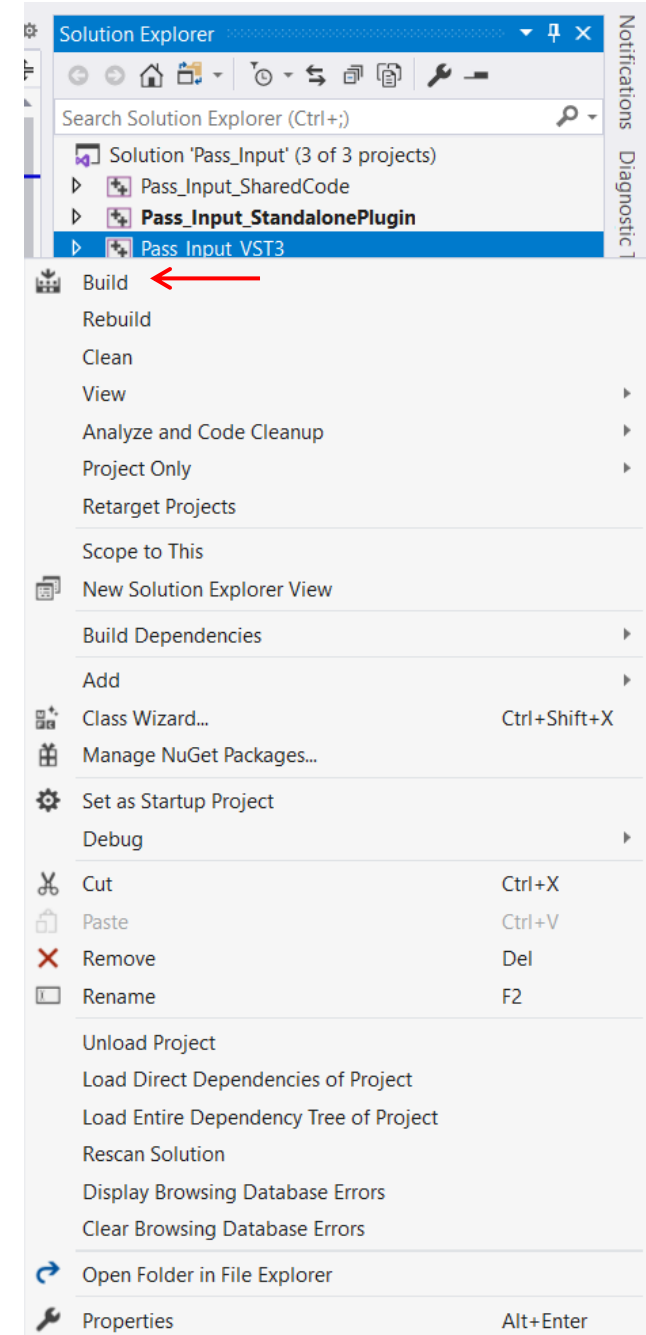 Solution Explorer
Search Solution Explorer (Ctrl+;)
Solution 'Pass_Input' (3 of 3 projects)
Pass_Input_SharedCode
Pass_Input_StandalonePlugin
Pass_Input_VST3
Build
Rebuild
Clean
View
Analyze and Code Cleanup
Project Only
Retarget Projects
Scope to This
New Solution Explorer View
Build Dependencies
Add
Class Wizard... Ctrl+Shift+X
Manage NuGet Packages...
Set as Startup Project
Debug
Cut Ctrl+X
Paste Ctrl+V
Remove Del
Rename F2
Unload Project
Load Direct Dependencies of Project
Load Entire Dependency Tree of Project
Rescan Solution
Display Browsing Database Errors
Clear Browsing Database Errors
Open Folder in File Explorer
Properties Alt+Enter
Notifications
Diagnostic